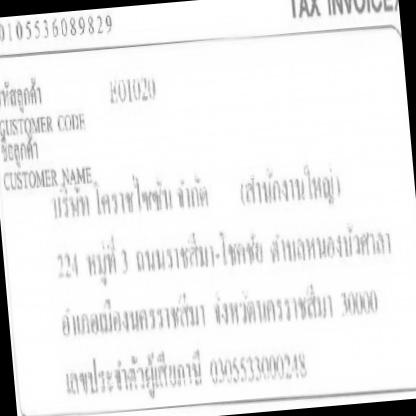 TAX INVOICE
0105536089829
รหัสลูกค้า E01020
CUSTOMER CODE
ชื่อลูกค้า
CUSTOMER NAME
บริษัท โคราชไซซัน จำกัด (สำนักงานใหญ่)
224 หมู่ที่ 3 ถนนราชสีมา-โชคชัย ตำบลหนองบัวศาลา
อำเภอเมืองนครราชสีมา จังหวัดนครราชสีมา 30000
เลขประจำตัวผู้เสียภาษี 0305533000248